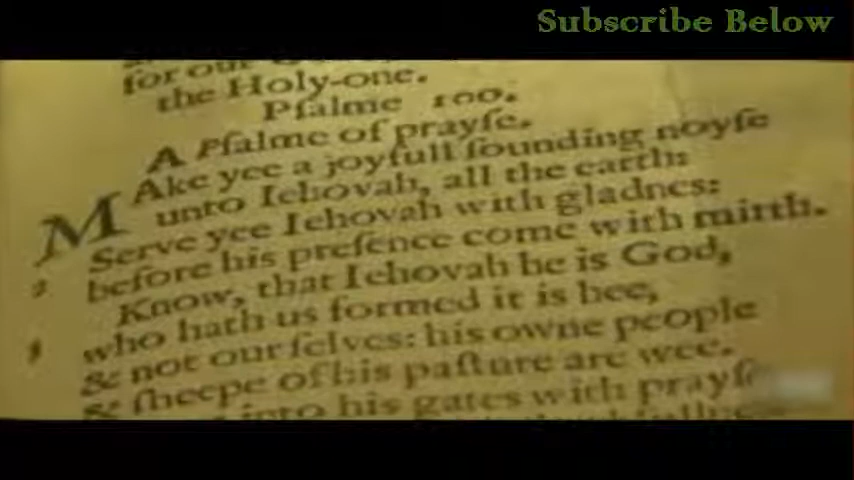 Subscribe Below
for our
the Holy-one.
Pſalme 100.
A Pſalme of prayſe.
MAke yee a joyfull ſounding noyſe
unto Iehovah, all the earth:
2 Serve yee Iehovah with gladnes:
before his preſence come with mirth.
3 Know, that Iehovah he is God,
who hath us formed it is hee,
& not our ſelves: his owne people
& ſheepe of his paſture are wee.
into his gates with prayſe